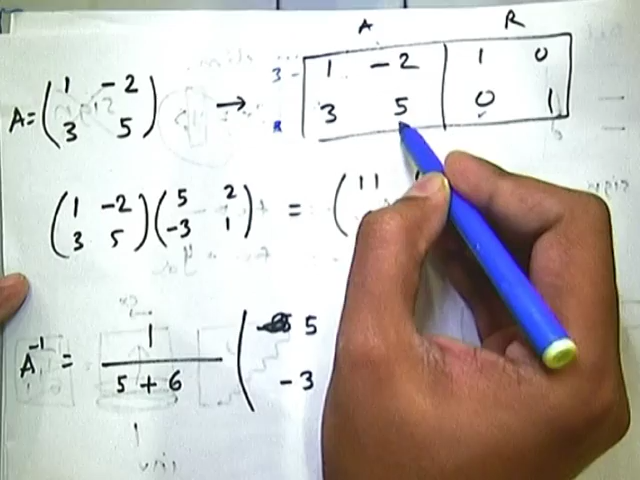 A R
A = ( 1 -2 → 3 - 1 -2 | 1 0
3 5 ) R 3 5 | 0 1
( 1 -2 ) ( 5 2 ) = ( 11
3 5 -3 1
A⁻¹ = 1 / 5 + 6 ( 5
-3